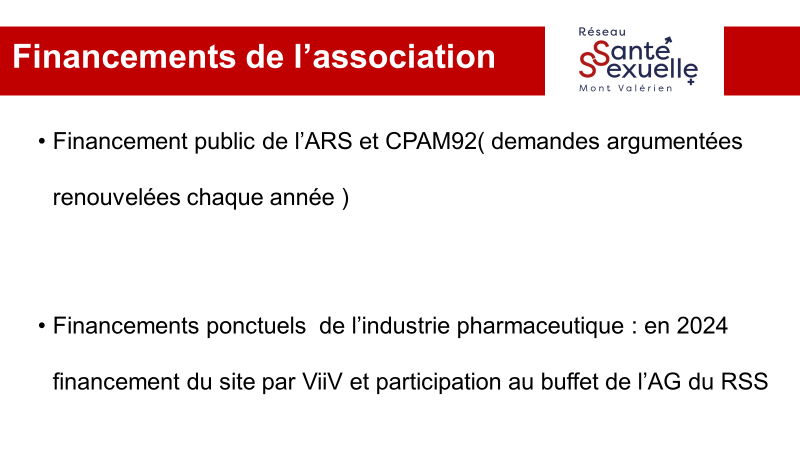 Financements de l’association
Réseau
Santé
Sexuelle
Mont Valérien
• Financement public de l’ARS et CPAM92( demandes argumentées
renouvelées chaque année )
• Financements ponctuels  de l’industrie pharmaceutique : en 2024
financement du site par ViiV et participation au buffet de l’AG du RSS